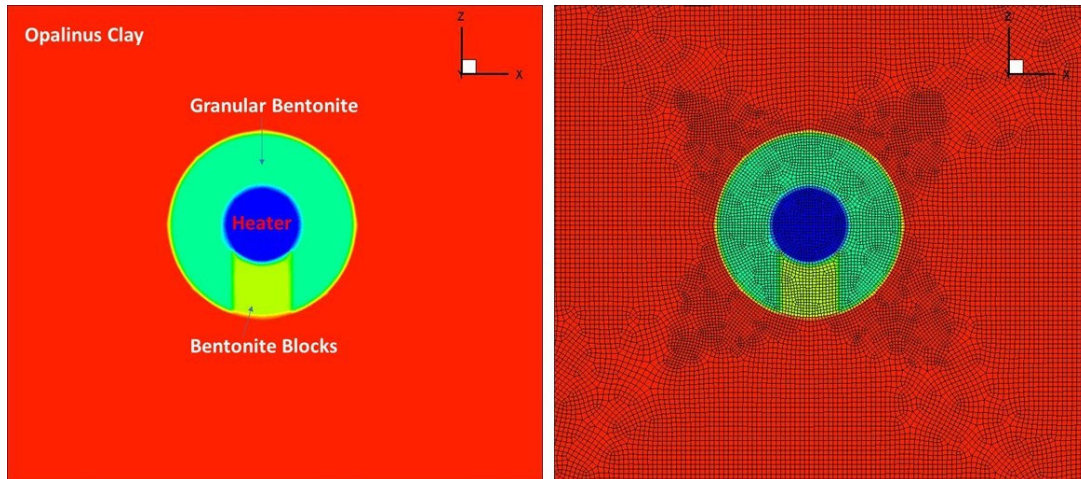 Opalinus Clay
Z
Y
X
Granular Bentonite
Heater
Bentonite Blocks
Z
Y
X